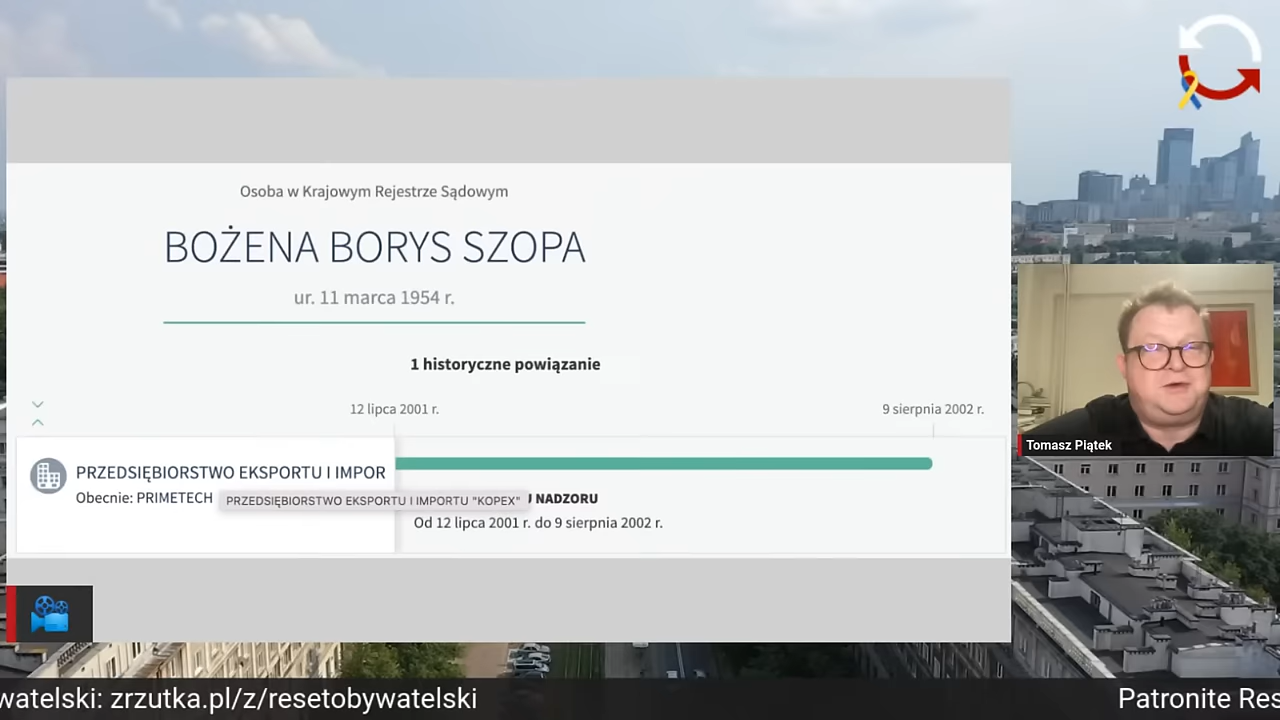 Osoba w Krajowym Rejestrze Sądowym
BOŻENA BORYS SZOPA
ur. 11 marca 1954 r.
1 historyczne powiązanie
12 lipca 2001 r.
9 sierpnia 2002 r.
PRZEDSIĘBIORSTWO EKSPORTU I IMPOR
Obecnie: PRIMETECH
PRZEDSIĘBIORSTWO EKSPORTU I IMPORTU "KOPEX"
NADZORU
Od 12 lipca 2001 r. do 9 sierpnia 2002 r.
Tomasz Piątek
watelski: zrzutka.pl/z/resetobywatelski
Patronite Res